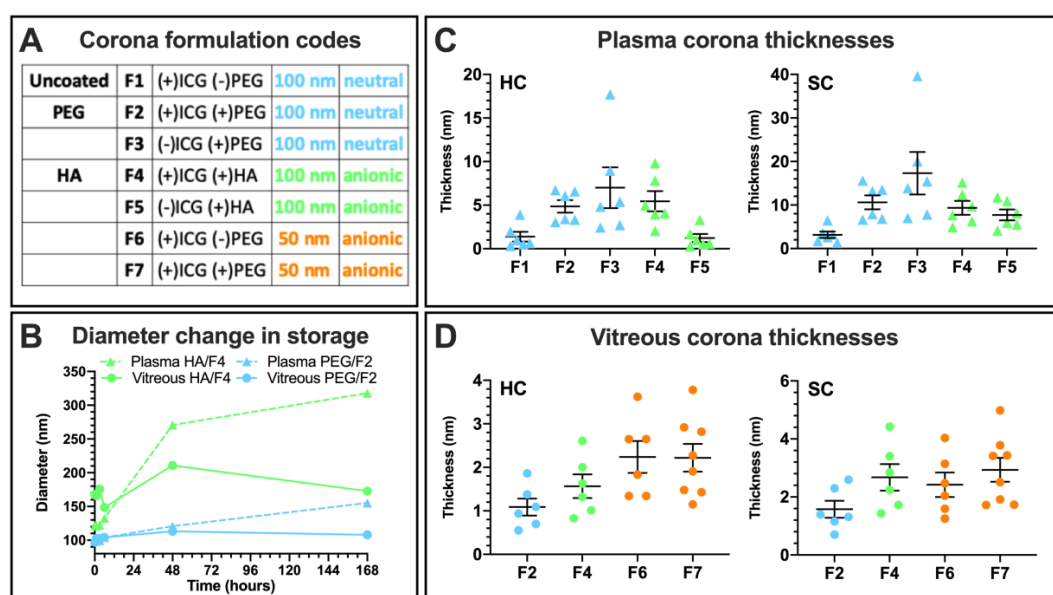 A Corona formulation codes
Uncoated F1 (+)ICG (-)PEG 100 nm neutral
PEG F2 (+)ICG (+)PEG 100 nm neutral
F3 (-)ICG (+)PEG 100 nm neutral
HA F4 (+)ICG (+)HA 100 nm anionic
F5 (-)ICG (+)HA 100 nm anionic
F6 (+)ICG (-)PEG 50 nm anionic
F7 (+)ICG (+)PEG 50 nm anionic
B Diameter change in storage
Plasma HA/F4 Plasma PEG/F2
Vitreous HA/F4 Vitreous PEG/F2
Diameter (nm)
350
300
250
200
150
100
0 24 48 72 96 120 144 168
Time (hours)
C Plasma corona thicknesses
HC
Thickness (nm)
20
15
10
5
0
F1 F2 F3 F4 F5
SC
Thickness (nm)
40
30
20
10
0
F1 F2 F3 F4 F5
D Vitreous corona thicknesses
HC
Thickness (nm)
4
3
2
1
0
F2 F4 F6 F7
SC
Thickness (nm)
6
4
2
0
F2 F4 F6 F7